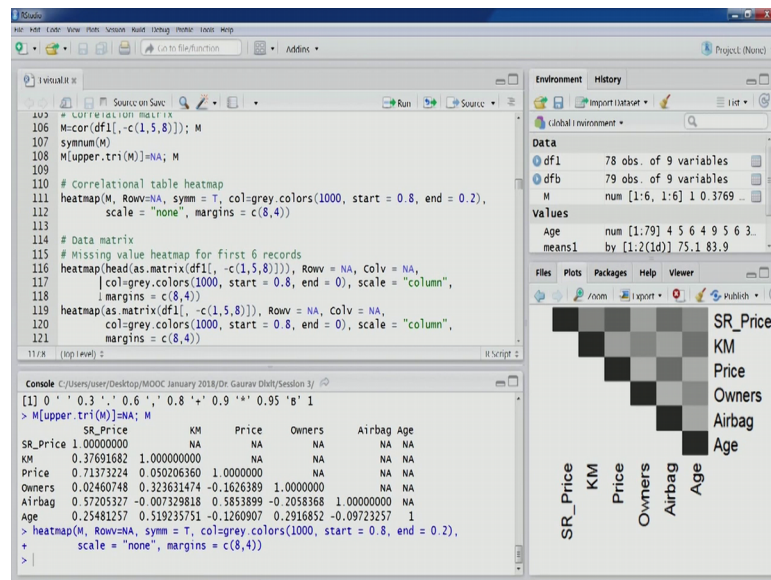 RStudio
File Edit Code View Plots Session Build Debug Profile Tools Help
Go to file/function Addins
Project: (None)
1 visual.R
Source on Save Run Source
105 # Correlation matrix
106 M=cor(df1[,-c(1,5,8)]); M
107 symnum(M)
108 M[upper.tri(M)]=NA; M
109
110 # Correlational table heatmap
111 heatmap(M, Rowv=NA, symm = T, col=grey.colors(1000, start = 0.8, end = 0.2),
112 scale = "none", margins = c(8,4))
113
114 # Data matrix
115 # Missing value heatmap for first 6 records
116 heatmap(head(as.matrix(df1[, -c(1,5,8)])), Rowv = NA, Colv = NA,
117 col=grey.colors(1000, start = 0.8, end = 0), scale = "column",
118 margins = c(8,4))
119 heatmap(as.matrix(df1[, -c(1,5,8)]), Rowv = NA, Colv = NA,
120 col=grey.colors(1000, start = 0.8, end = 0), scale = "column",
121 margins = c(8,4))
117:8 (Top Level) R Script
Console C:/Users/user/Desktop/MOOC January 2018/Dr. Gaurav Dixit/Session 3/
[1] 0 ' ' 0.3 '.' 0.6 ',' 0.8 '+' 0.9 '*' 0.95 'B' 1
> M[upper.tri(M)]=NA; M
SR_Price KM Price Owners Airbag Age
SR_Price 1.00000000 NA NA NA NA NA
KM 0.37691682 1.000000000 NA NA NA NA
Price 0.71373224 0.050206360 1.0000000 NA NA NA
Owners 0.02460748 0.323631474 -0.1626389 1.0000000 NA NA
Airbag 0.57205327 -0.007329818 0.5853899 -0.2058368 1.00000000 NA
Age 0.25481257 0.519235751 -0.1260907 0.2916852 -0.09723257 1
> heatmap(M, Rowv=NA, symm = T, col=grey.colors(1000, start = 0.8, end = 0.2),
+ scale = "none", margins = c(8,4))
>
Environment History
Import Dataset List
Global Environment
Data
df1 78 obs. of 9 variables
dfb 79 obs. of 9 variables
M num [1:6, 1:6] 1 0.3769 …
Values
Age num [1:79] 4 5 6 4 9 5 6 3…
means1 by [1:2(1d)] 75.1 83.9
Files Plots Packages Help Viewer
Zoom Export Publish
SR_Price
KM
Price
Owners
Airbag
Age
SR_Price
KM
Price
Owners
Airbag
Age